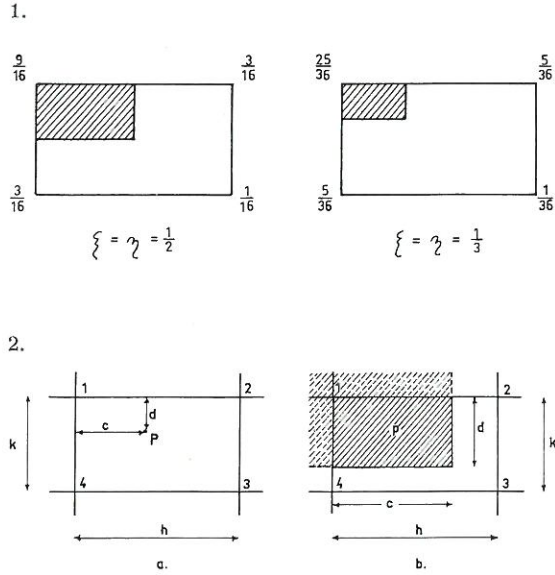 1.
9/16 3/16 25/36 5/36
3/16 1/16 5/36 1/36
ξ = η = 1/2 ξ = η = 1/3
2.
1 2 1 2
c d P k
p d k
4 3 4 3
c
h h
a. b.